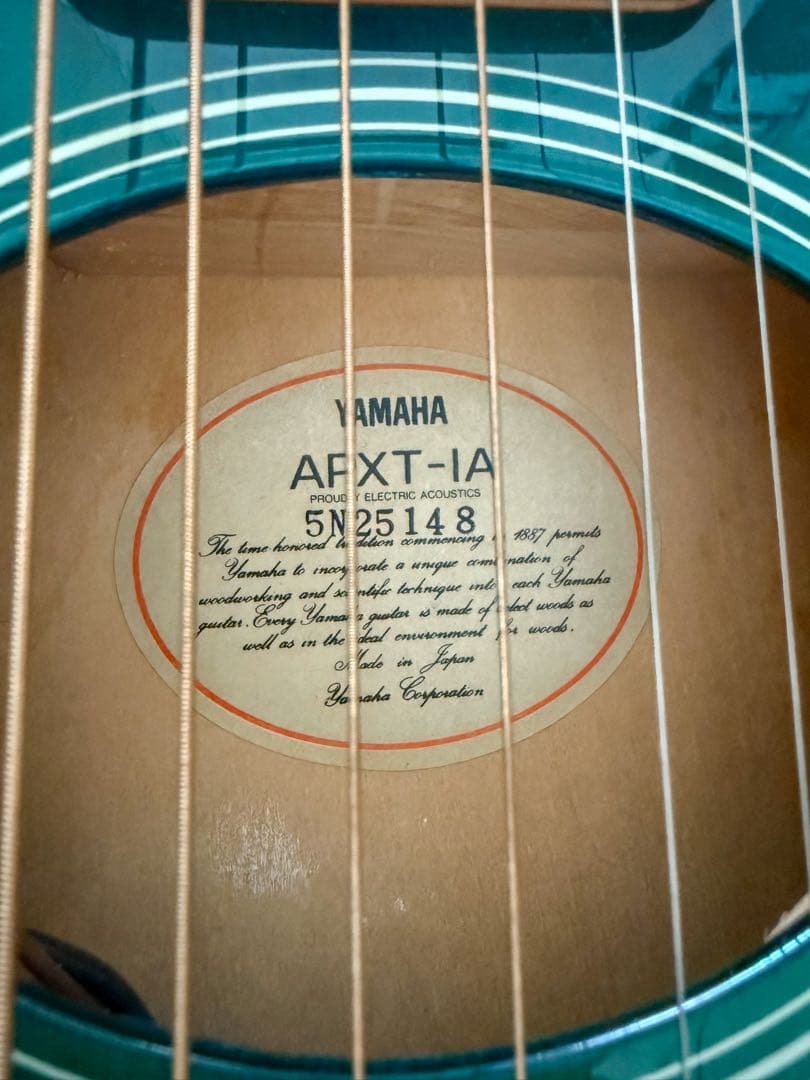 YAMAHA
APXT-1A
PROUDLY ELECTRIC ACOUSTICS
5N25148
The time honored tradition commencing in 1887 permits
Yamaha to incorporate a unique combination of
woodworking and scientific technique into each Yamaha
guitar. Every Yamaha guitar is made of select woods as
well as in the ideal environment for woods.
Made in Japan
Yamaha Corporation